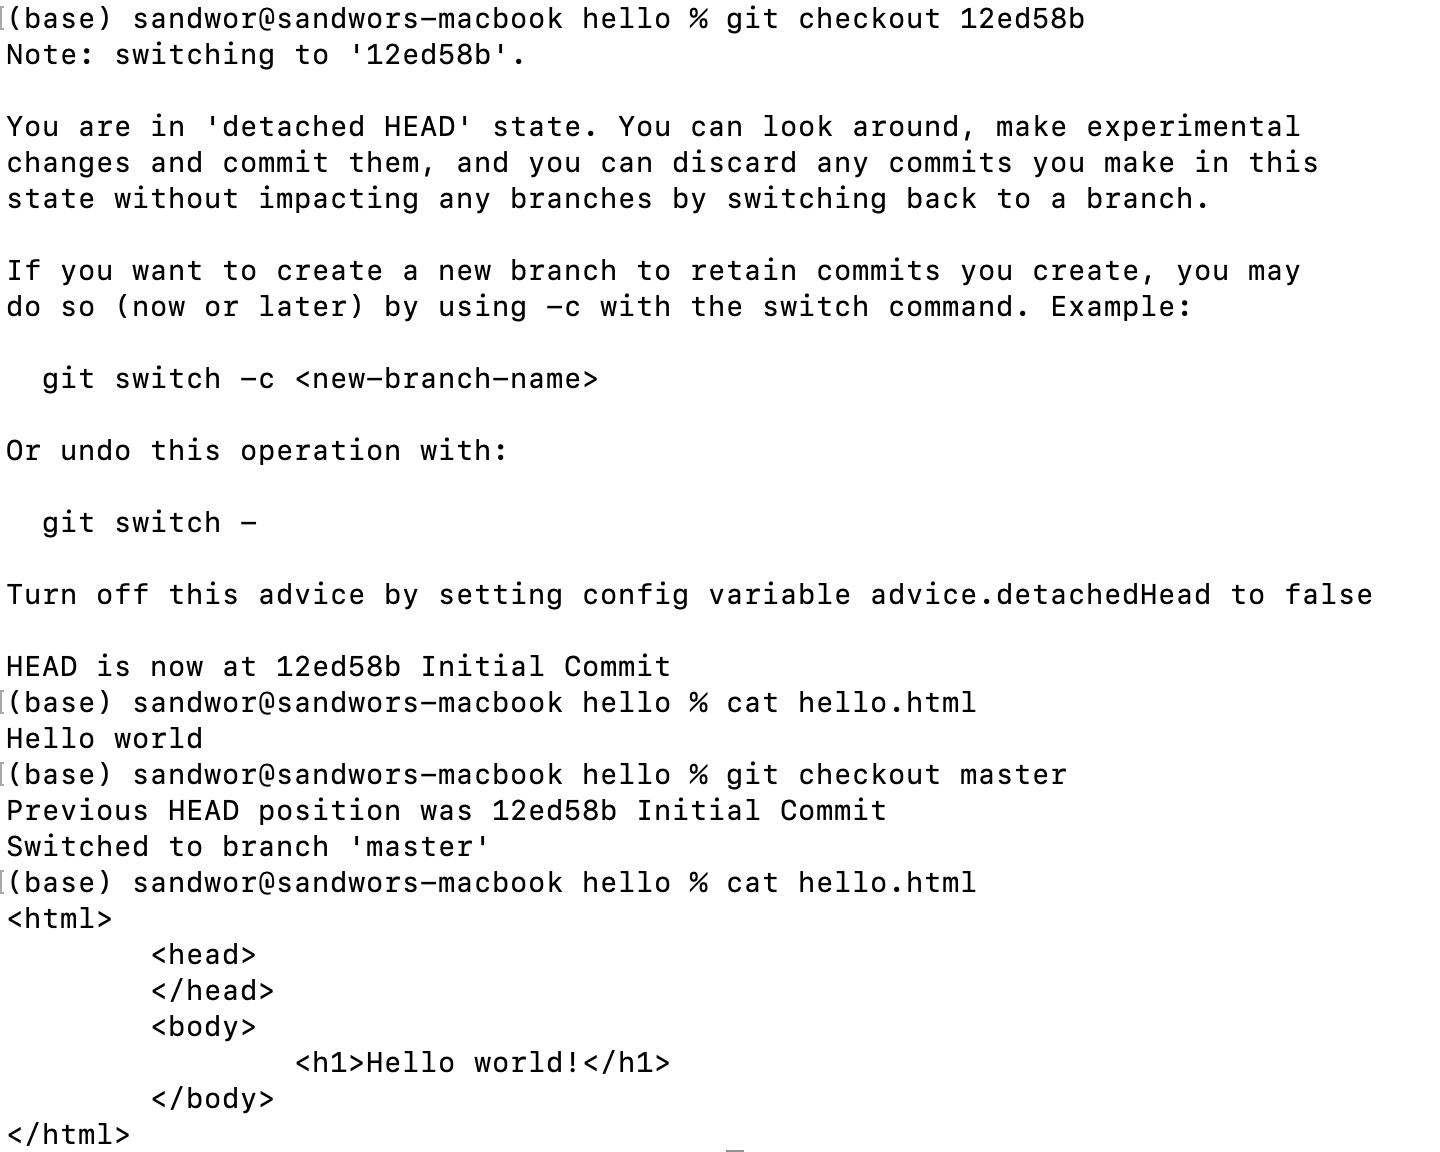 (base) sandwor@sandwors-macbook hello % git checkout 12ed58b
Note: switching to '12ed58b'.

You are in 'detached HEAD' state. You can look around, make experimental
changes and commit them, and you can discard any commits you make in this
state without impacting any branches by switching back to a branch.

If you want to create a new branch to retain commits you create, you may
do so (now or later) by using -c with the switch command. Example:

  git switch -c <new-branch-name>

Or undo this operation with:

  git switch -

Turn off this advice by setting config variable advice.detachedHead to false

HEAD is now at 12ed58b Initial Commit
(base) sandwor@sandwors-macbook hello % cat hello.html
Hello world
(base) sandwor@sandwors-macbook hello % git checkout master
Previous HEAD position was 12ed58b Initial Commit
Switched to branch 'master'
(base) sandwor@sandwors-macbook hello % cat hello.html
<html>
        <head>
        </head>
        <body>
                <h1>Hello world!</h1>
        </body>
</html>